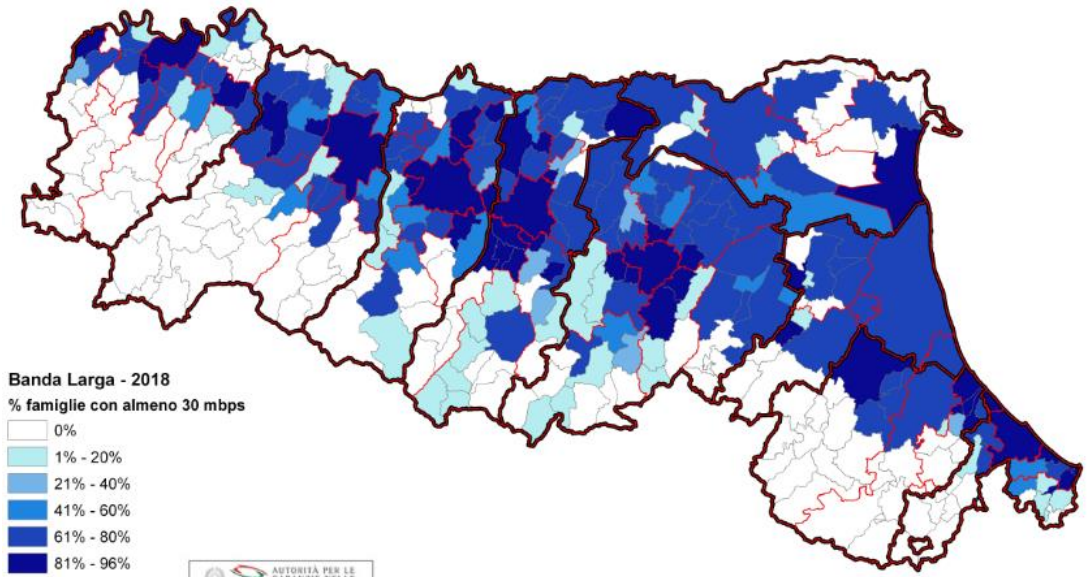 Banda Larga - 2018
% famiglie con almeno 30 mbps
0%
1% - 20%
21% - 40%
41% - 60%
61% - 80%
81% - 96%
AUTORITÀ PER LE